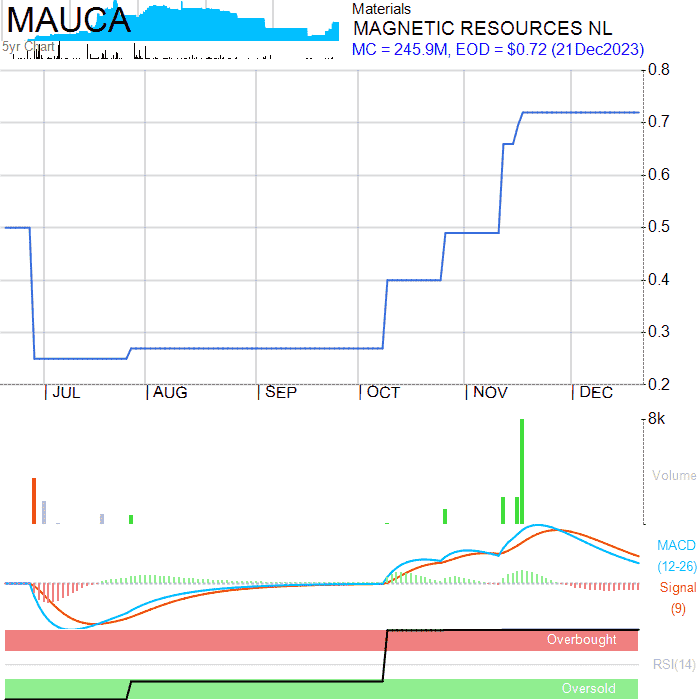 MAUCA
5yr Chart
Materials
MAGNETIC RESOURCES NL
MC = 245.9M, EOD = $0.72 (21Dec2023)
0.8
0.7
0.6
0.5
0.4
0.3
0.2
JUL AUG SEP OCT NOV DEC
8k
Volume
MACD
(12-26)
Signal
(9)
Overbought
RSI(14)
Oversold